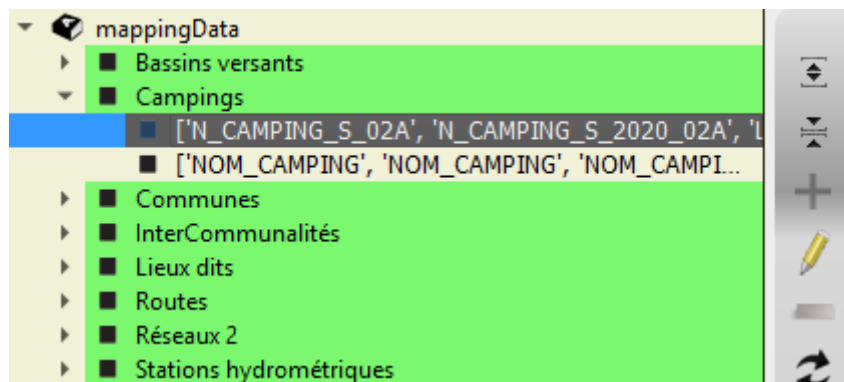 mappingData
Bassins versants
Campings
['N_CAMPING_S_02A', 'N_CAMPING_S_2020_02A', 'L
['NOM_CAMPING', 'NOM_CAMPING', 'NOM_CAMPI...
Communes
InterCommunalités
Lieux dits
Routes
Réseaux 2
Stations hydrométriques